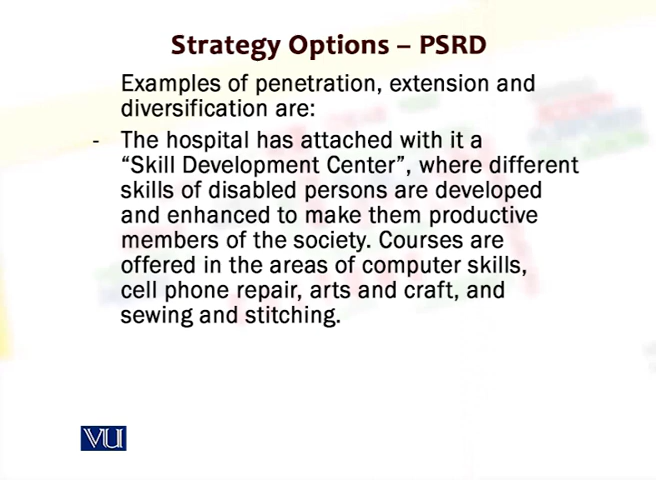 Strategy Options – PSRD
Examples of penetration, extension and
diversification are:
- The hospital has attached with it a
“Skill Development Center”, where different
skills of disabled persons are developed
and enhanced to make them productive
members of the society. Courses are
offered in the areas of computer skills,
cell phone repair, arts and craft, and
sewing and stitching.
VU